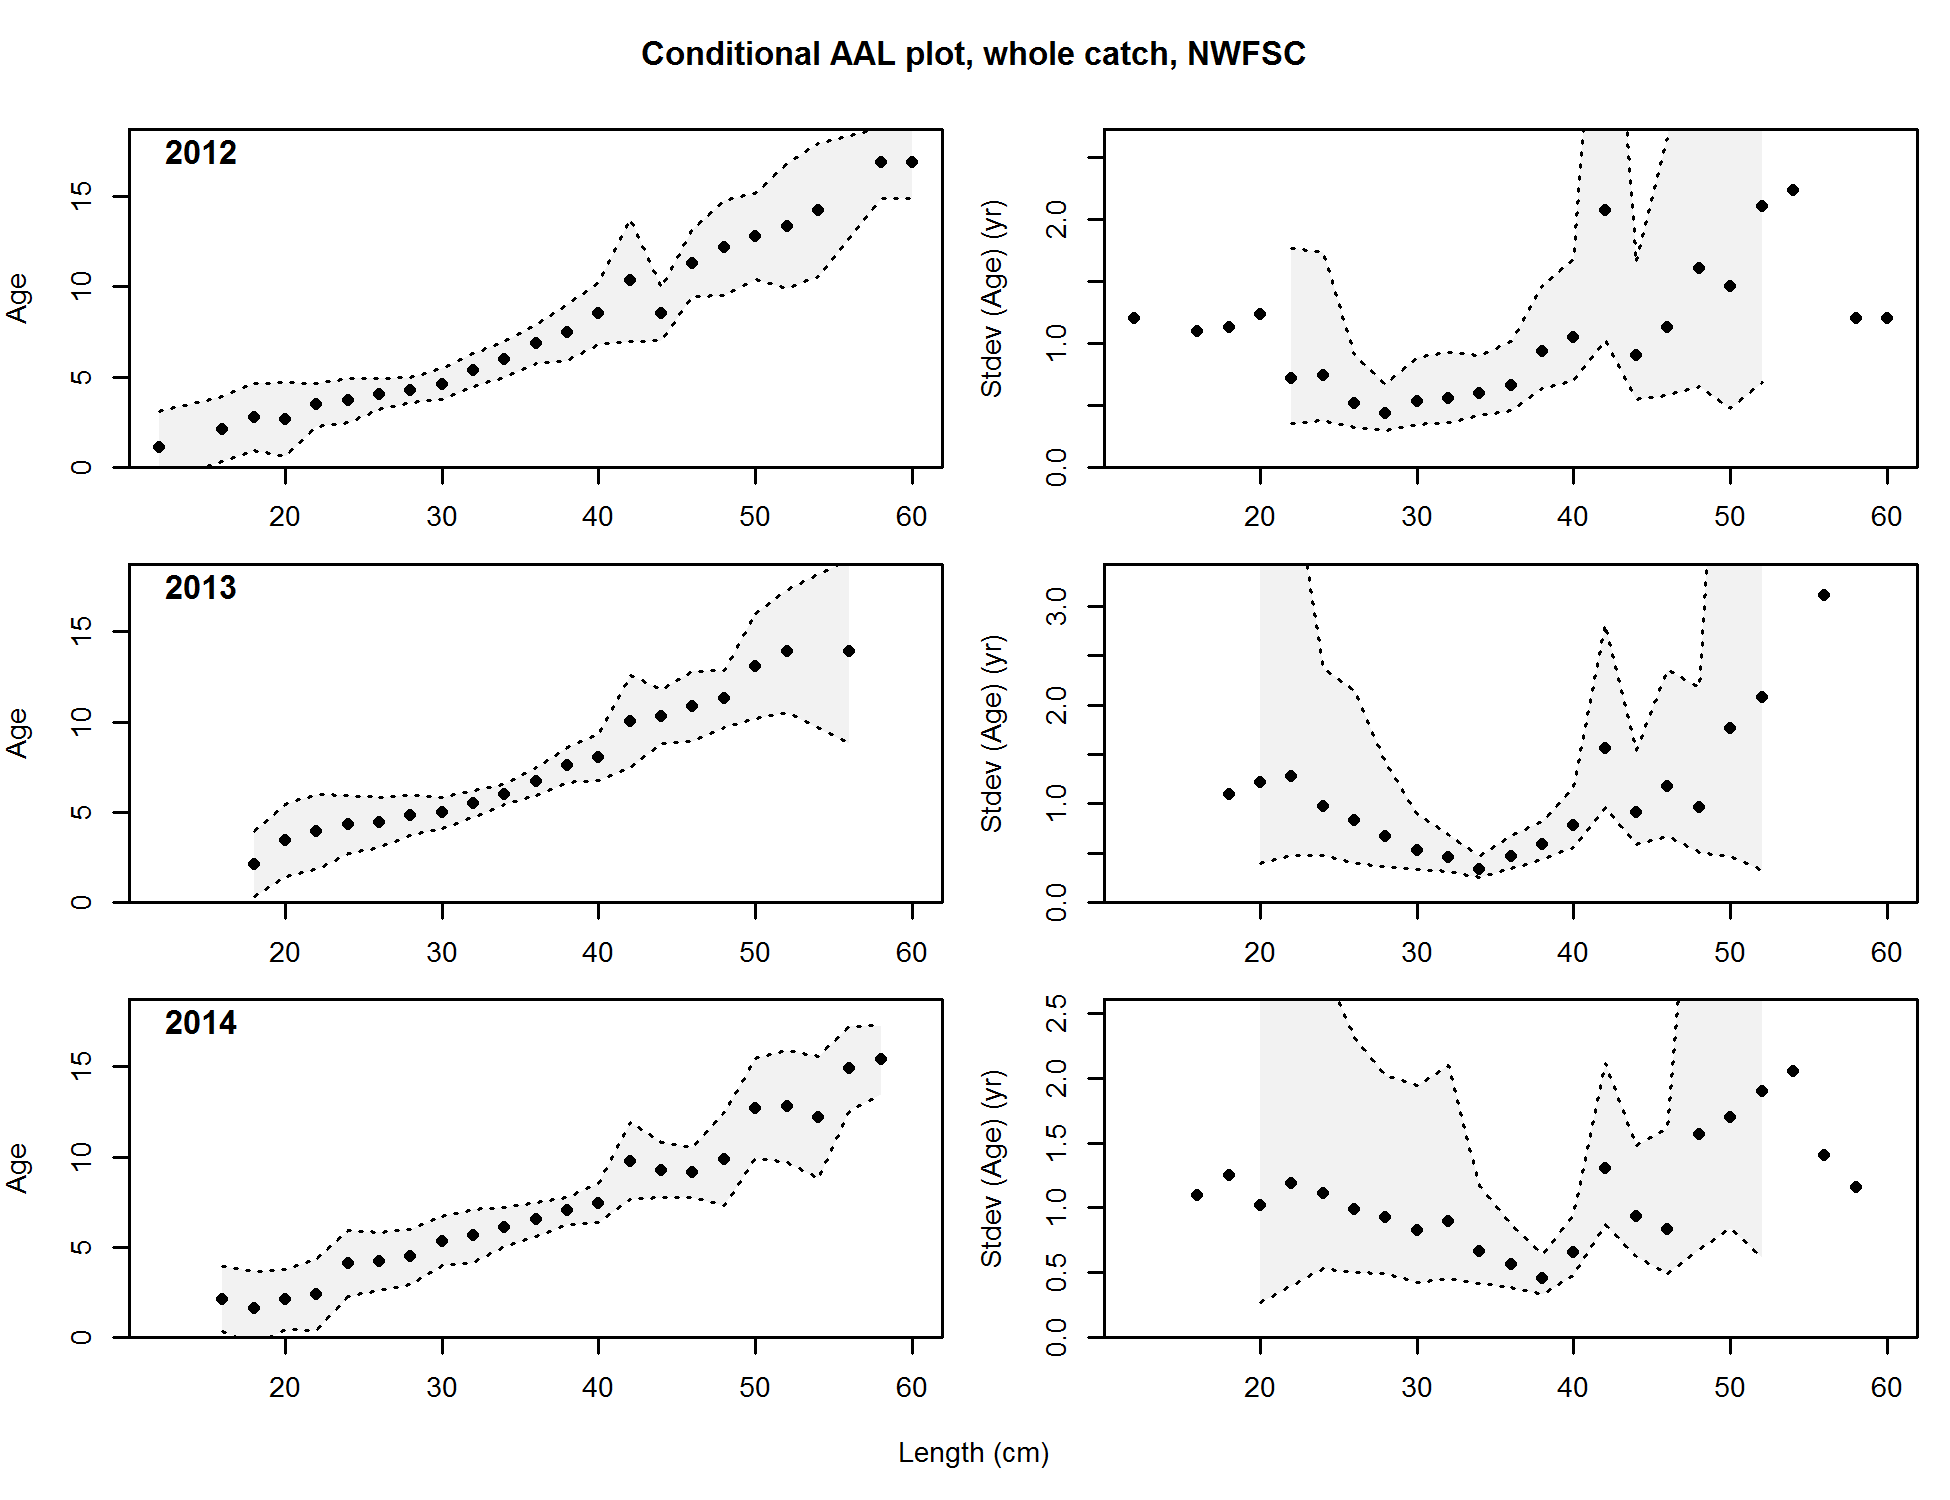 Conditional AAL plot, whole catch, NWFSC
2012
Age
0 5 10 15
20 30 40 50 60
Stdev (Age) (yr)
0.0 1.0 2.0
20 30 40 50 60
2013
Age
0 5 10 15
20 30 40 50 60
Stdev (Age) (yr)
0.0 1.0 2.0 3.0
20 30 40 50 60
2014
Age
0 5 10 15
20 30 40 50 60
Stdev (Age) (yr)
0.0 0.5 1.0 1.5 2.0 2.5
20 30 40 50 60
Length (cm)